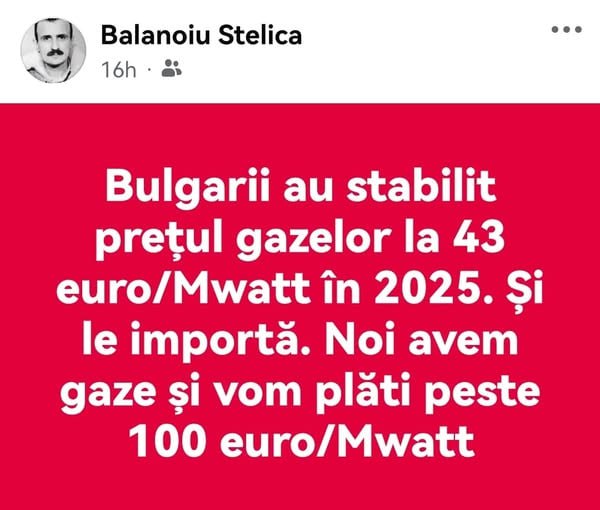 Balanoiu Stelica
16h ·
Bulgarii au stabilit
prețul gazelor la 43
euro/Mwatt în 2025. Și
le importă. Noi avem
gaze și vom plăti peste
100 euro/Mwatt